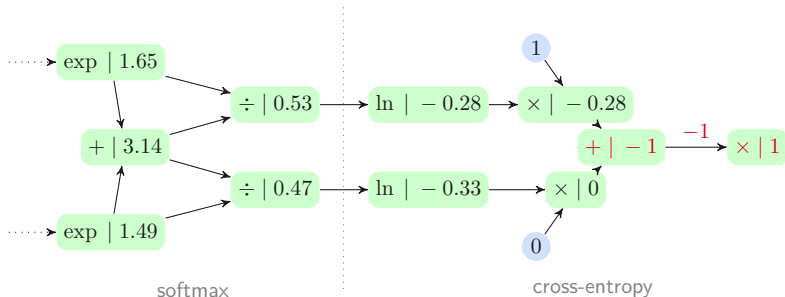 exp | 1.65
+ | 3.14
exp | 1.49
÷ | 0.53
÷ | 0.47
softmax
ln | −0.28
ln | −0.33
1
× | −0.28
× | 0
0
+ | −1
−1
× | 1
cross-entropy